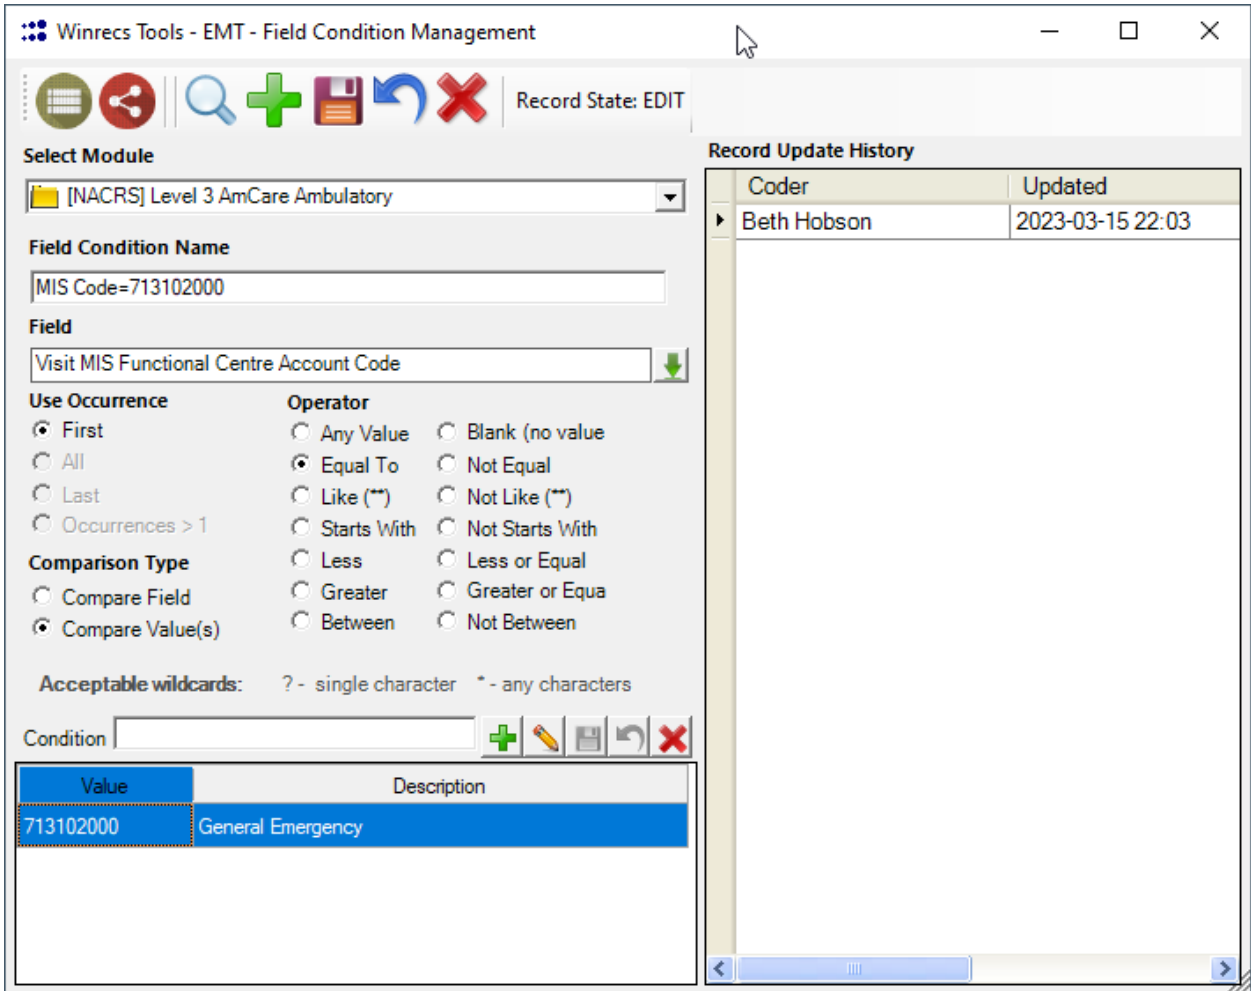 Winrecs Tools - EMT - Field Condition Management
Record State: EDIT
Select Module
[NACRS] Level 3 AmCare Ambulatory
Field Condition Name
MIS Code=713102000
Field
Visit MIS Functional Centre Account Code
Use Occurrence
First
All
Last
Occurrences > 1
Operator
Any Value
Blank (no value
Equal To
Not Equal
Like (**)
Not Like (**)
Starts With
Not Starts With
Less
Less or Equal
Greater
Greater or Equa
Between
Not Between
Comparison Type
Compare Field
Compare Value(s)
Acceptable wildcards: ? - single character * - any characters
Condition
Value Description
713102000 General Emergency
Record Update History
Coder Updated
Beth Hobson 2023-03-15 22:03